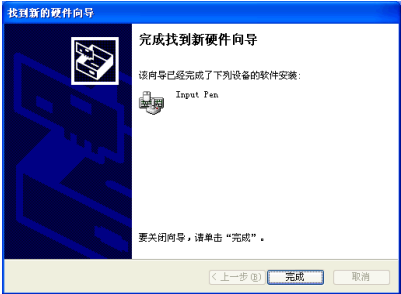 找到新的硬件向导
完成找到新硬件向导
该向导已经完成了下列设备的软件安装:
Input Pen
要关闭向导，请单击“完成”。
< 上一步(B) 完成 取消